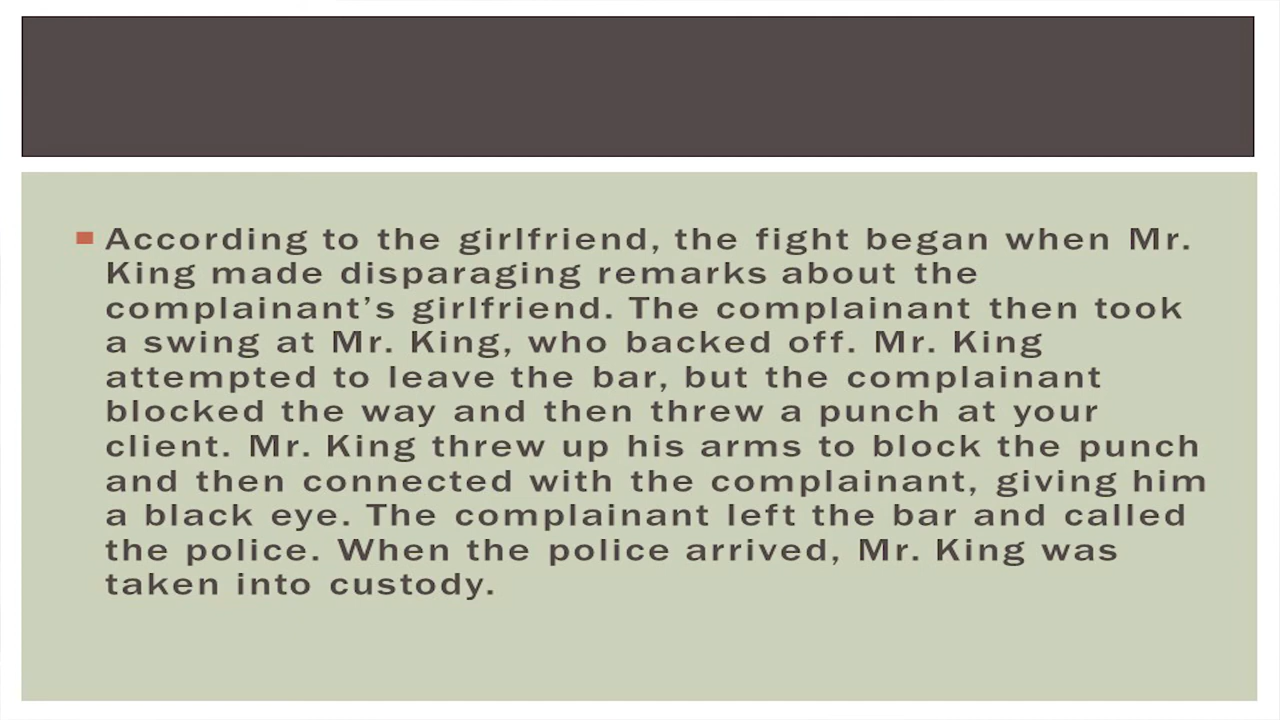 According to the girlfriend, the fight began when Mr.
King made disparaging remarks about the
complainant’s girlfriend. The complainant then took
a swing at Mr. King, who backed off. Mr. King
attempted to leave the bar, but the complainant
blocked the way and then threw a punch at your
client. Mr. King threw up his arms to block the punch
and then connected with the complainant, giving him
a black eye. The complainant left the bar and called
the police. When the police arrived, Mr. King was
taken into custody.